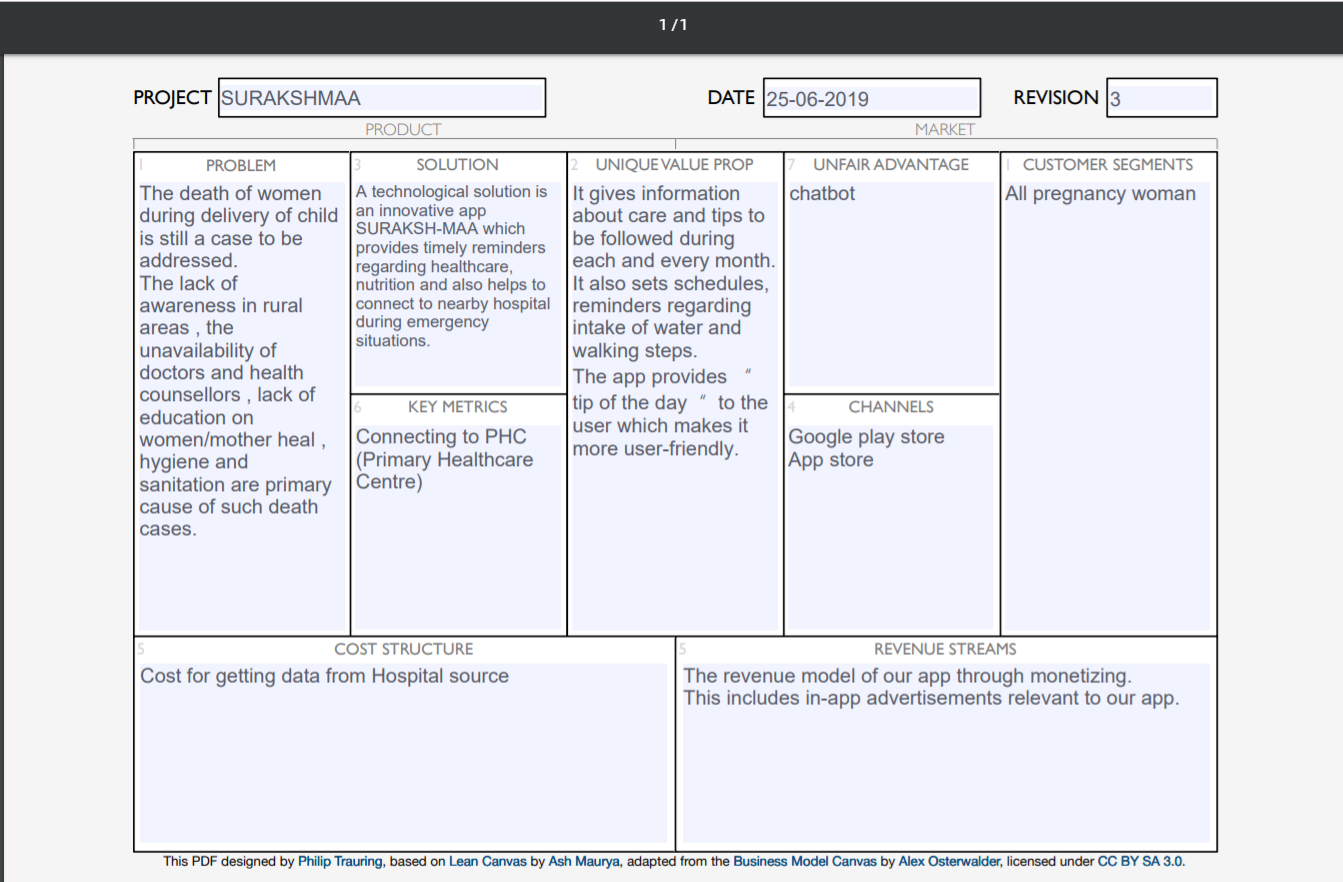 1 / 1
PROJECT SURAKSHMAA
DATE 25-06-2019
REVISION 3
PRODUCT
MARKET
1 PROBLEM
The death of women
during delivery of child
is still a case to be
addressed.
The lack of
awareness in rural
areas , the
unavailability of
doctors and health
counsellors , lack of
education on
women/mother heal ,
hygiene and
sanitation are primary
cause of such death
cases.
3 SOLUTION
A technological solution is
an innovative app
SURAKSH-MAA which
provides timely reminders
regarding healthcare,
nutrition and also helps to
connect to nearby hospital
during emergency
situations.
6 KEY METRICS
Connecting to PHC
(Primary Healthcare
Centre)
2 UNIQUE VALUE PROP
It gives information
about care and tips to
be followed during
each and every month.
It also sets schedules,
reminders regarding
intake of water and
walking steps.
The app provides “
tip of the day “ to the
user which makes it
more user-friendly.
7 UNFAIR ADVANTAGE
chatbot
4 CHANNELS
Google play store
App store
1 CUSTOMER SEGMENTS
All pregnancy woman
5 COST STRUCTURE
Cost for getting data from Hospital source
5 REVENUE STREAMS
The revenue model of our app through monetizing.
This includes in-app advertisements relevant to our app.
This PDF designed by Philip Trauring, based on Lean Canvas by Ash Maurya, adapted from the Business Model Canvas by Alex Osterwalder, licensed under CC BY SA 3.0.